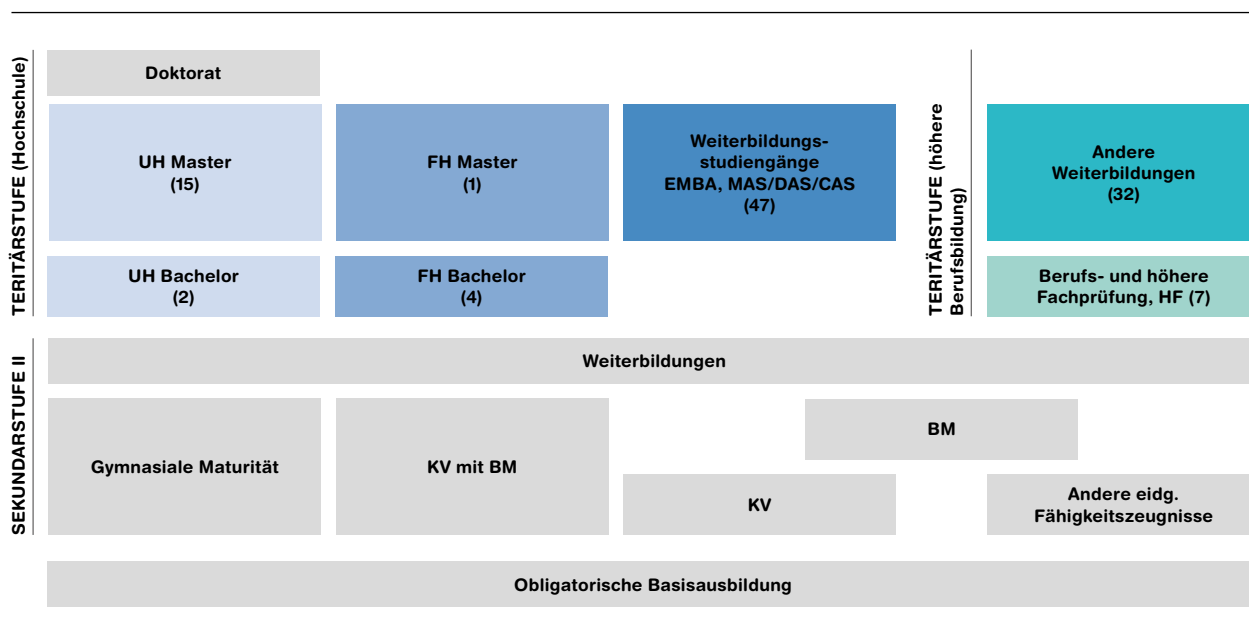 TERITÄRSTUFE (Hochschule)
Doktorat
UH Master
(15)
FH Master
(1)
Weiterbildungs-
studiengänge
EMBA, MAS/DAS/CAS
(47)
TERITÄRSTUFE (höhere
Berufsbildung)
Andere
Weiterbildungen
(32)
UH Bachelor
(2)
FH Bachelor
(4)
Berufs- und höhere
Fachprüfung, HF (7)
SEKUNDARSTUFE II
Weiterbildungen
Gymnasiale Maturität
KV mit BM
BM
KV
Andere eidg.
Fähigkeitszeugnisse
Obligatorische Basisausbildung